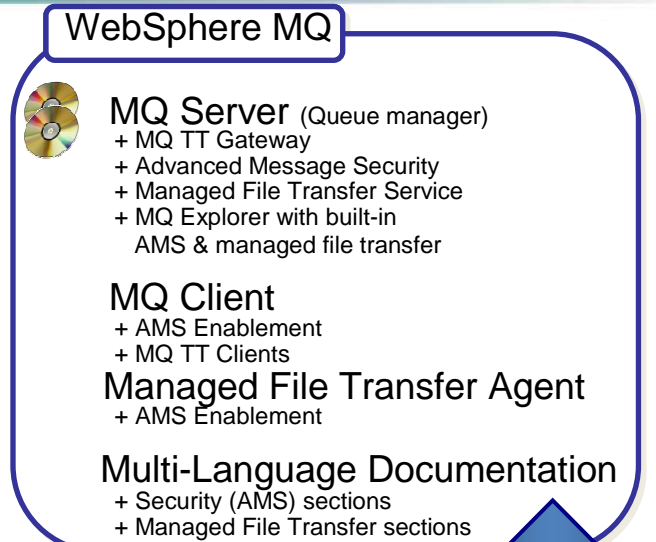 WebSphere MQ
MQ Server (Queue manager)
+ MQ TT Gateway
+ Advanced Message Security
+ Managed File Transfer Service
+ MQ Explorer with built-in
AMS & managed file transfer
MQ Client
+ AMS Enablement
+ MQ TT Clients
Managed File Transfer Agent
+ AMS Enablement
Multi-Language Documentation
+ Security (AMS) sections
+ Managed File Transfer sections